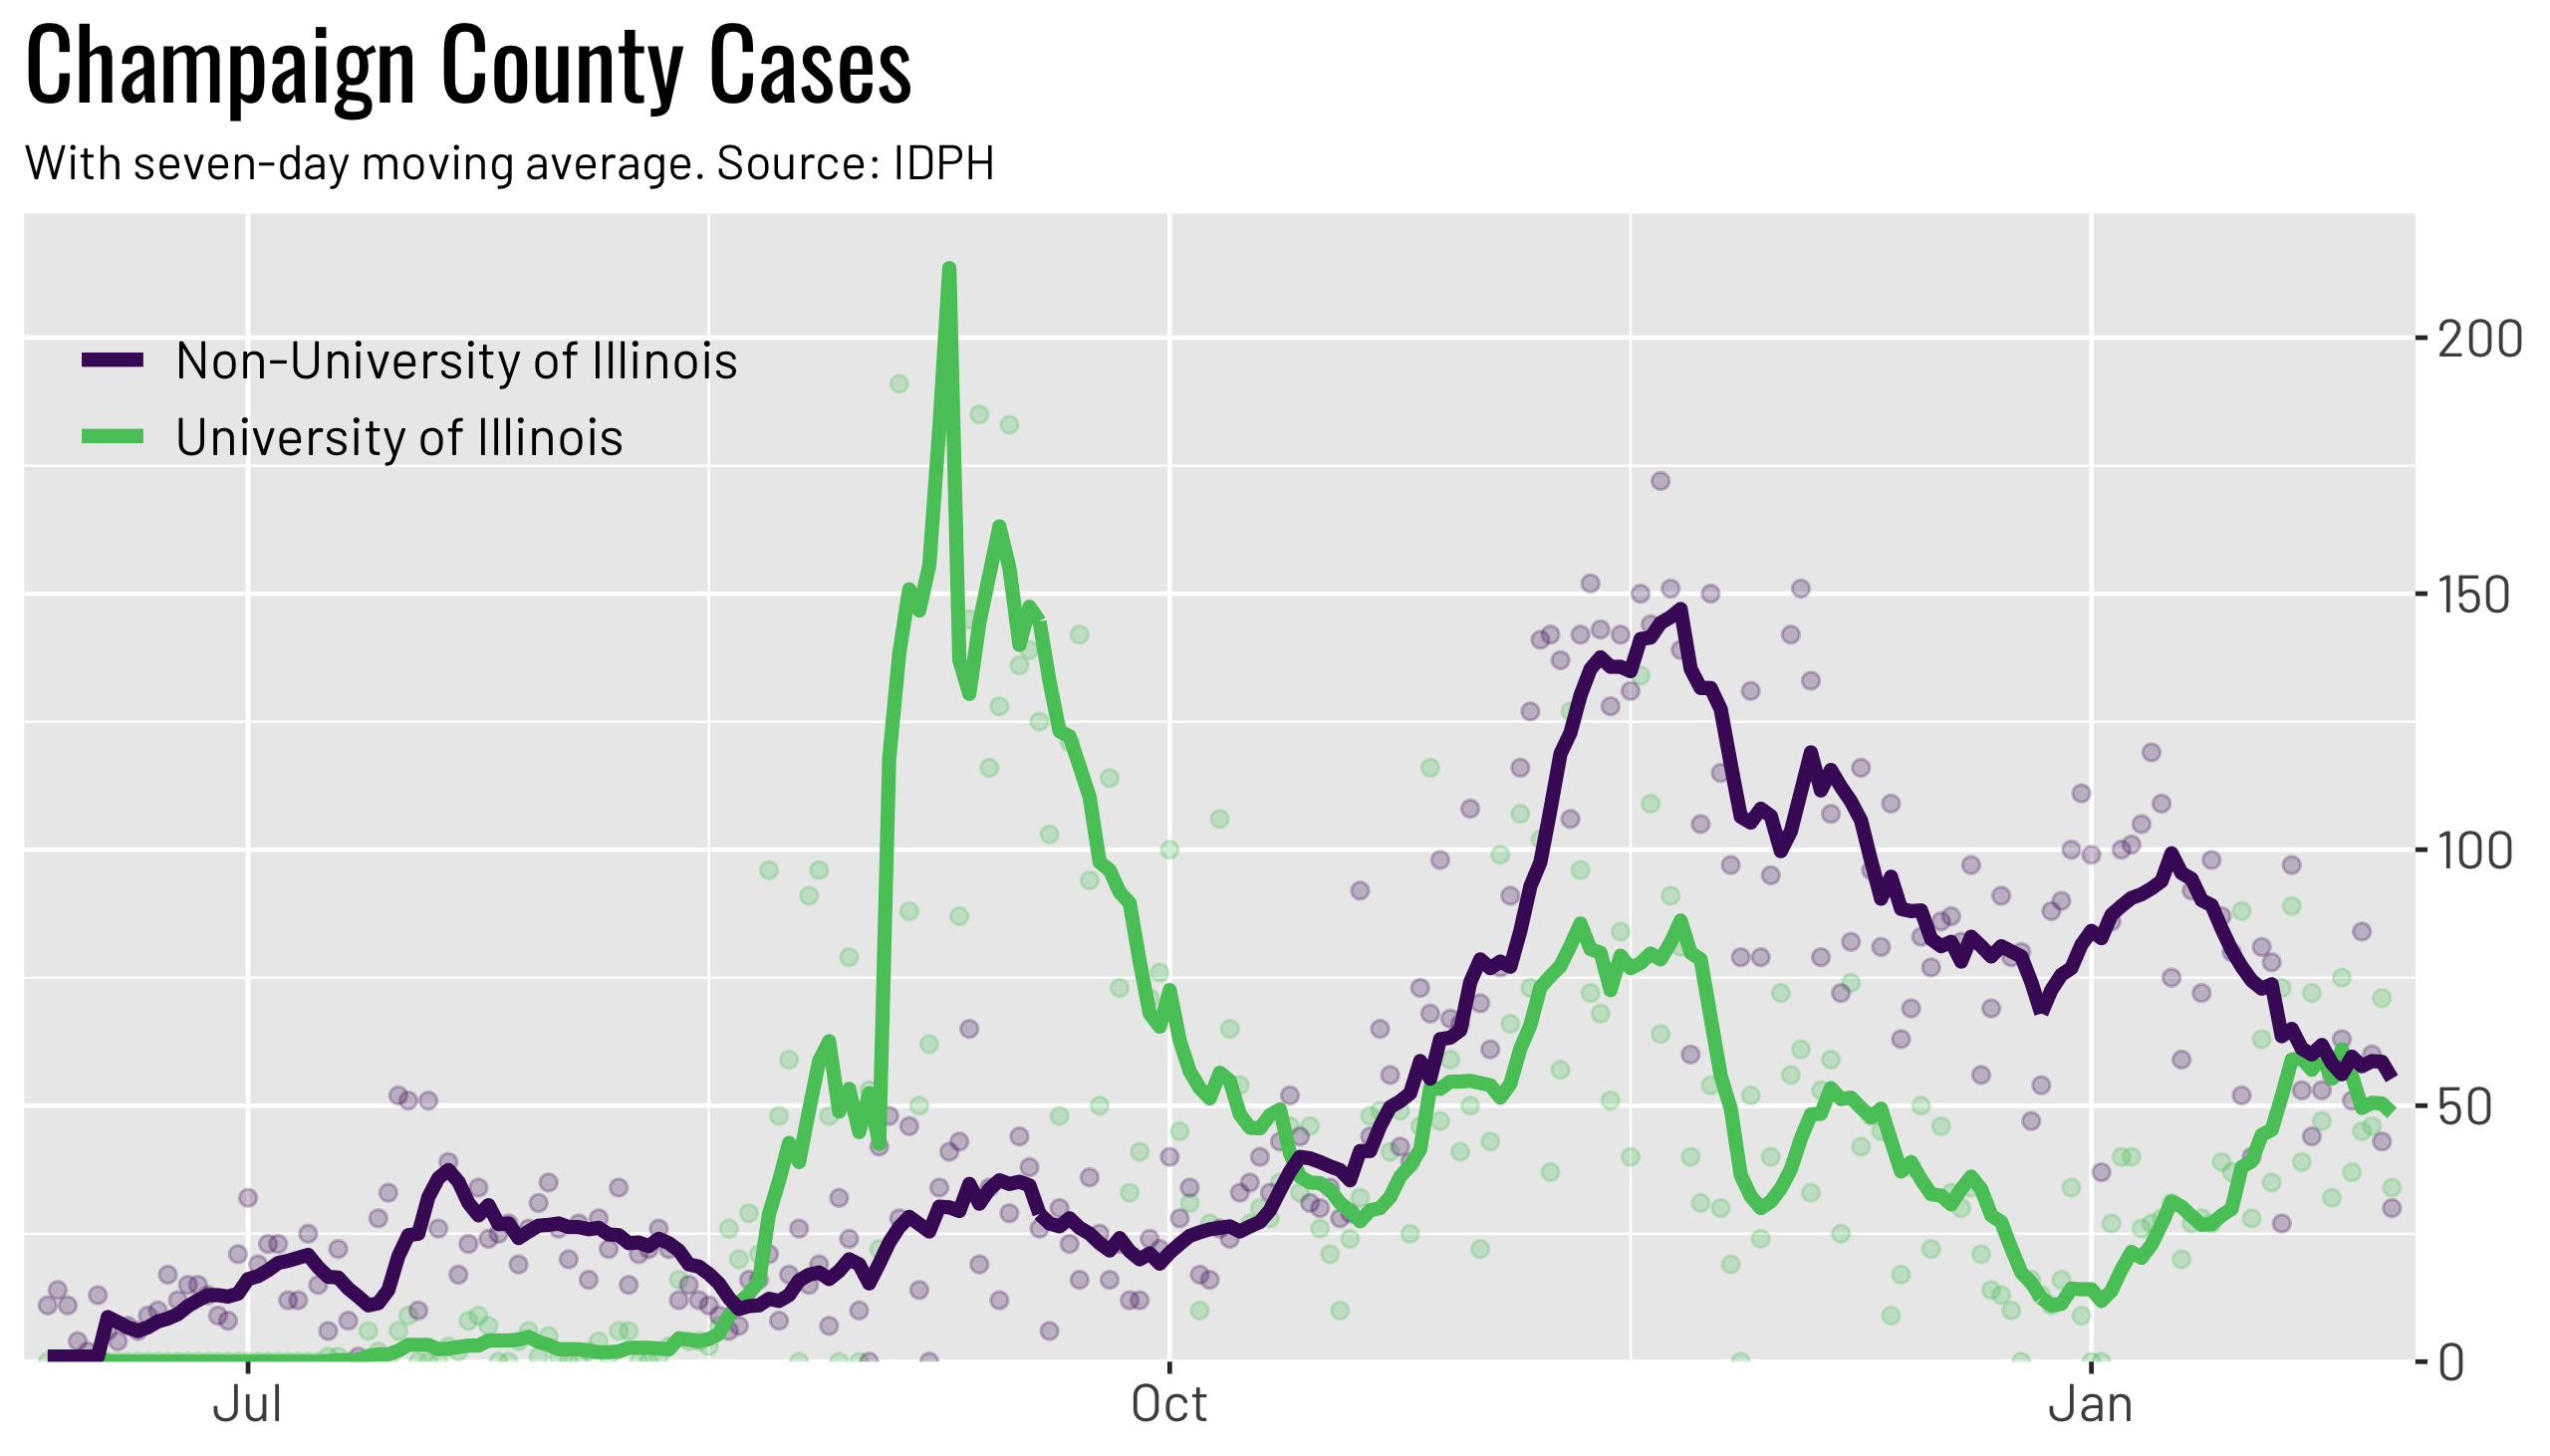 Champaign County Cases
With seven-day moving average. Source: IDPH
Non-University of Illinois
University of Illinois
200
150
100
50
0
Jul
Oct
Jan